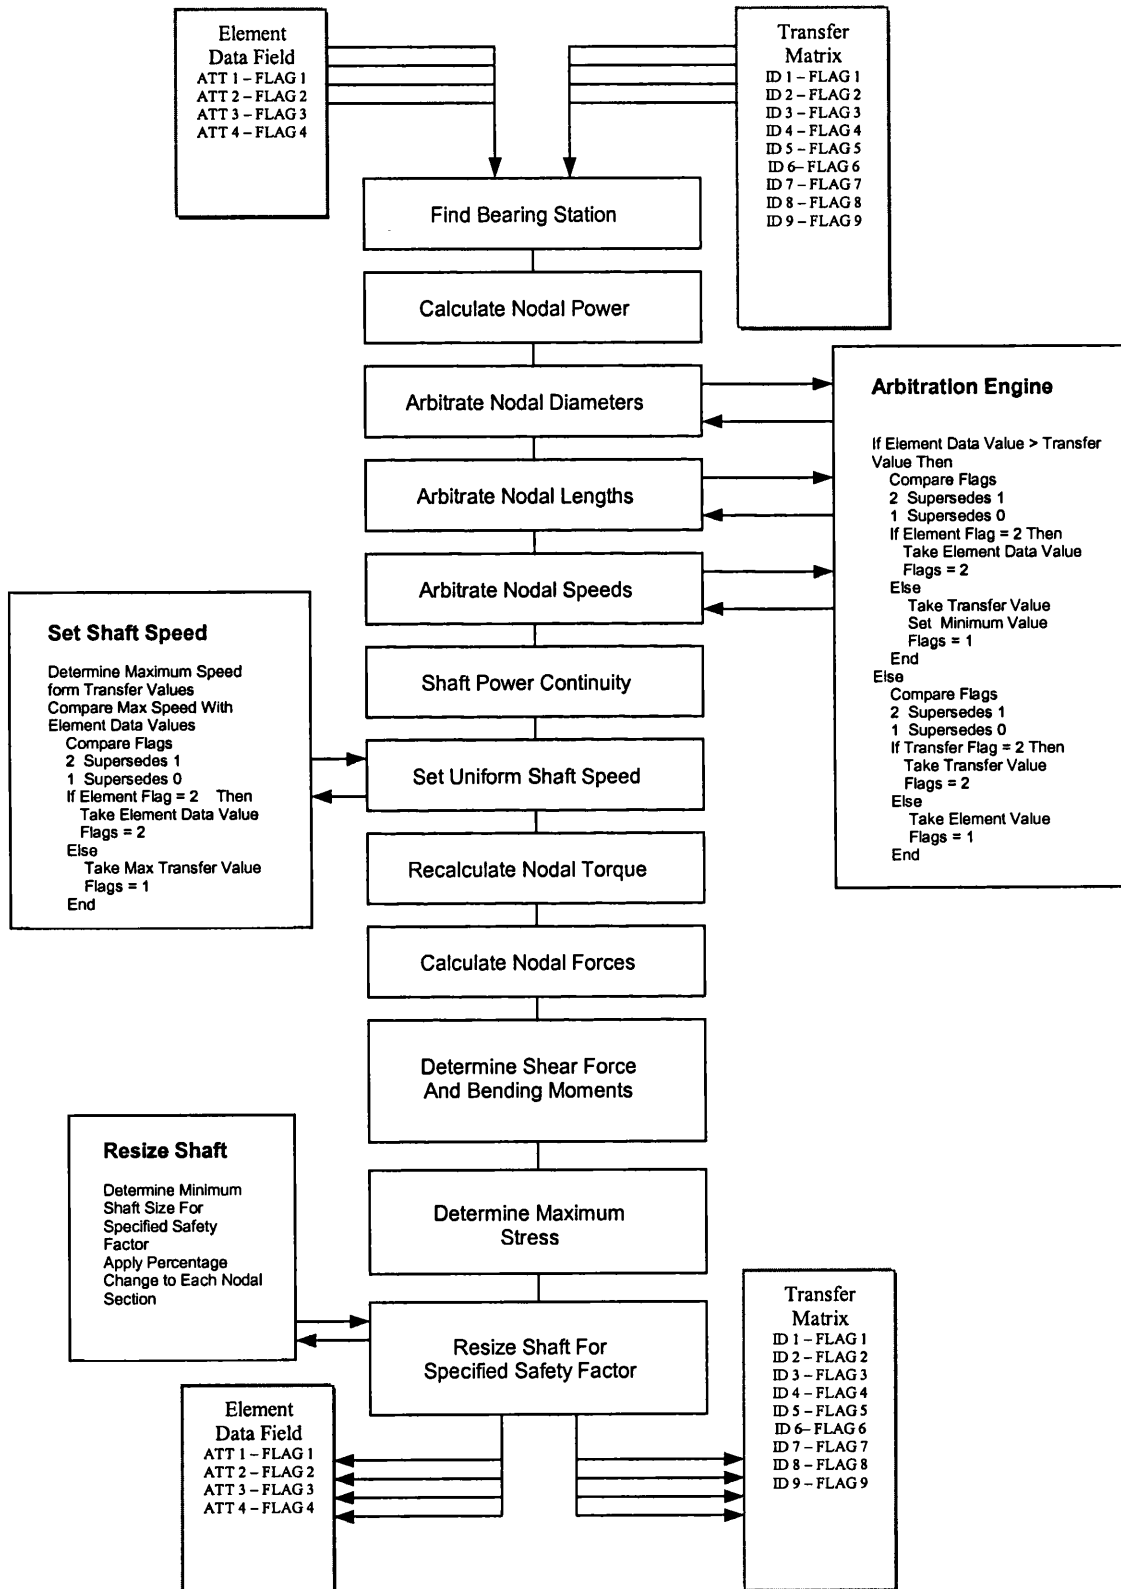 Element
Data Field
ATT 1 – FLAG 1
ATT 2 – FLAG 2
ATT 3 – FLAG 3
ATT 4 – FLAG 4
Transfer
Matrix
ID 1 – FLAG 1
ID 2 – FLAG 2
ID 3 – FLAG 3
ID 4 – FLAG 4
ID 5 – FLAG 5
ID 6– FLAG 6
ID 7 – FLAG 7
ID 8 – FLAG 8
ID 9 – FLAG 9
Find Bearing Station
Calculate Nodal Power
Arbitrate Nodal Diameters
Arbitrate Nodal Lengths
Arbitrate Nodal Speeds
Arbitration Engine
If Element Data Value > Transfer
Value Then
Compare Flags
2 Supersedes 1
1 Supersedes 0
If Element Flag = 2 Then
Take Element Data Value
Flags = 2
Else
Take Transfer Value
Set Minimum Value
Flags = 1
End
Else
Compare Flags
2 Supersedes 1
1 Supersedes 0
If Transfer Flag = 2 Then
Take Transfer Value
Flags = 2
Else
Take Element Value
Flags = 1
End
Set Shaft Speed
Determine Maximum Speed
form Transfer Values
Compare Max Speed With
Element Data Values
Compare Flags
2 Supersedes 1
1 Supersedes 0
If Element Flag = 2 Then
Take Element Data Value
Flags = 2
Else
Take Max Transfer Value
Flags = 1
End
Shaft Power Continuity
Set Uniform Shaft Speed
Recalculate Nodal Torque
Calculate Nodal Forces
Determine Shear Force
And Bending Moments
Determine Maximum
Stress
Resize Shaft
Determine Minimum
Shaft Size For
Specified Safety
Factor
Apply Percentage
Change to Each Nodal
Section
Resize Shaft For
Specified Safety Factor
Element
Data Field
ATT 1 – FLAG 1
ATT 2 – FLAG 2
ATT 3 – FLAG 3
ATT 4 – FLAG 4
Transfer
Matrix
ID 1 – FLAG 1
ID 2 – FLAG 2
ID 3 – FLAG 3
ID 4 – FLAG 4
ID 5 – FLAG 5
ID 6– FLAG 6
ID 7 – FLAG 7
ID 8 – FLAG 8
ID 9 – FLAG 9